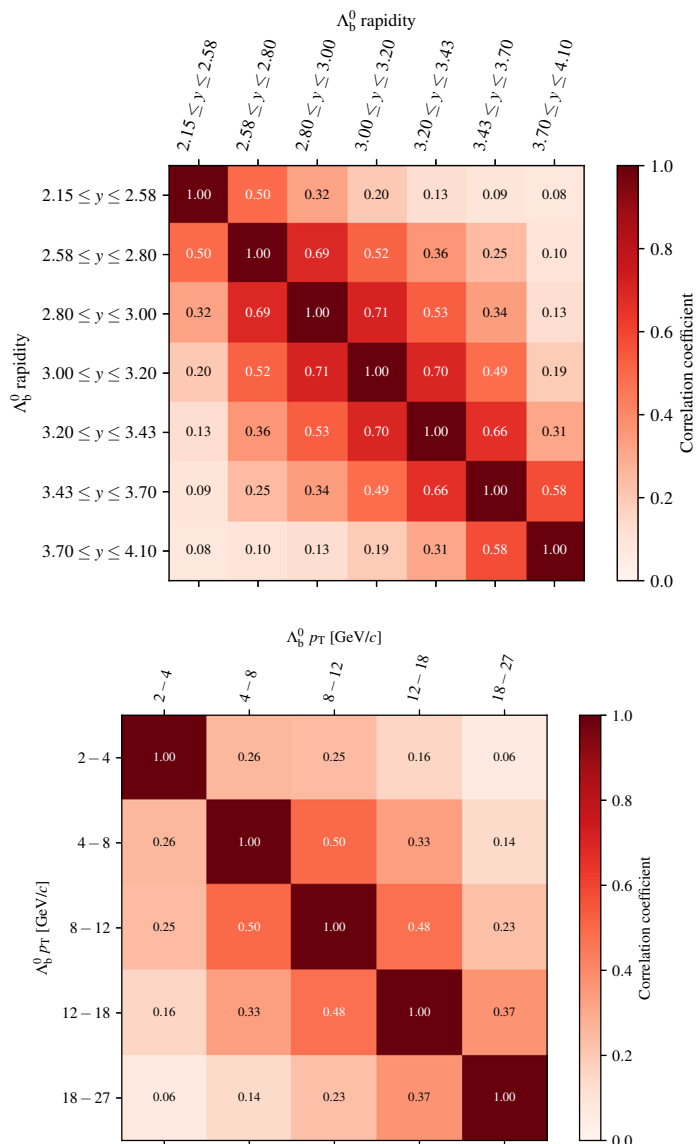 Λ_b^0 rapidity
2.15 ≤ y ≤ 2.58
2.58 ≤ y ≤ 2.80
2.80 ≤ y ≤ 3.00
3.00 ≤ y ≤ 3.20
3.20 ≤ y ≤ 3.43
3.43 ≤ y ≤ 3.70
3.70 ≤ y ≤ 4.10
Λ_b^0 rapidity
2.15 ≤ y ≤ 2.58 1.00 0.50 0.32 0.20 0.13 0.09 0.08
2.58 ≤ y ≤ 2.80 0.50 1.00 0.69 0.52 0.36 0.25 0.10
2.80 ≤ y ≤ 3.00 0.32 0.69 1.00 0.71 0.53 0.34 0.13
3.00 ≤ y ≤ 3.20 0.20 0.52 0.71 1.00 0.70 0.49 0.19
3.20 ≤ y ≤ 3.43 0.13 0.36 0.53 0.70 1.00 0.66 0.31
3.43 ≤ y ≤ 3.70 0.09 0.25 0.34 0.49 0.66 1.00 0.58
3.70 ≤ y ≤ 4.10 0.08 0.10 0.13 0.19 0.31 0.58 1.00
1.0
0.8
0.6
0.4
0.2
0.0
Correlation coefficient
Λ_b^0 p_T [GeV/c]
2 − 4
4 − 8
8 − 12
12 − 18
18 − 27
Λ_b^0 p_T [GeV/c]
2 − 4 1.00 0.26 0.25 0.16 0.06
4 − 8 0.26 1.00 0.50 0.33 0.14
8 − 12 0.25 0.50 1.00 0.48 0.23
12 − 18 0.16 0.33 0.48 1.00 0.37
18 − 27 0.06 0.14 0.23 0.37 1.00
1.0
0.8
0.6
0.4
0.2
0.0
Correlation coefficient